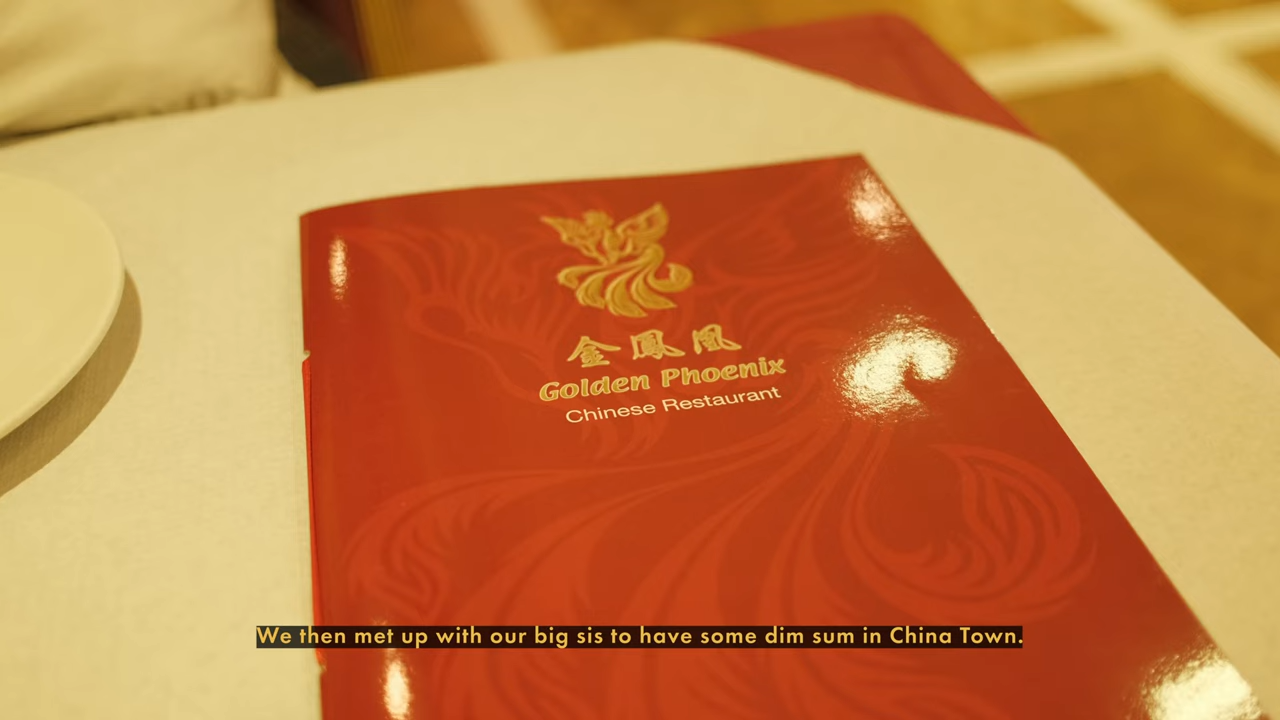 金鳳凰
Golden Phoenix
Chinese Restaurant
We then met up with our big sis to have some dim sum in China Town.